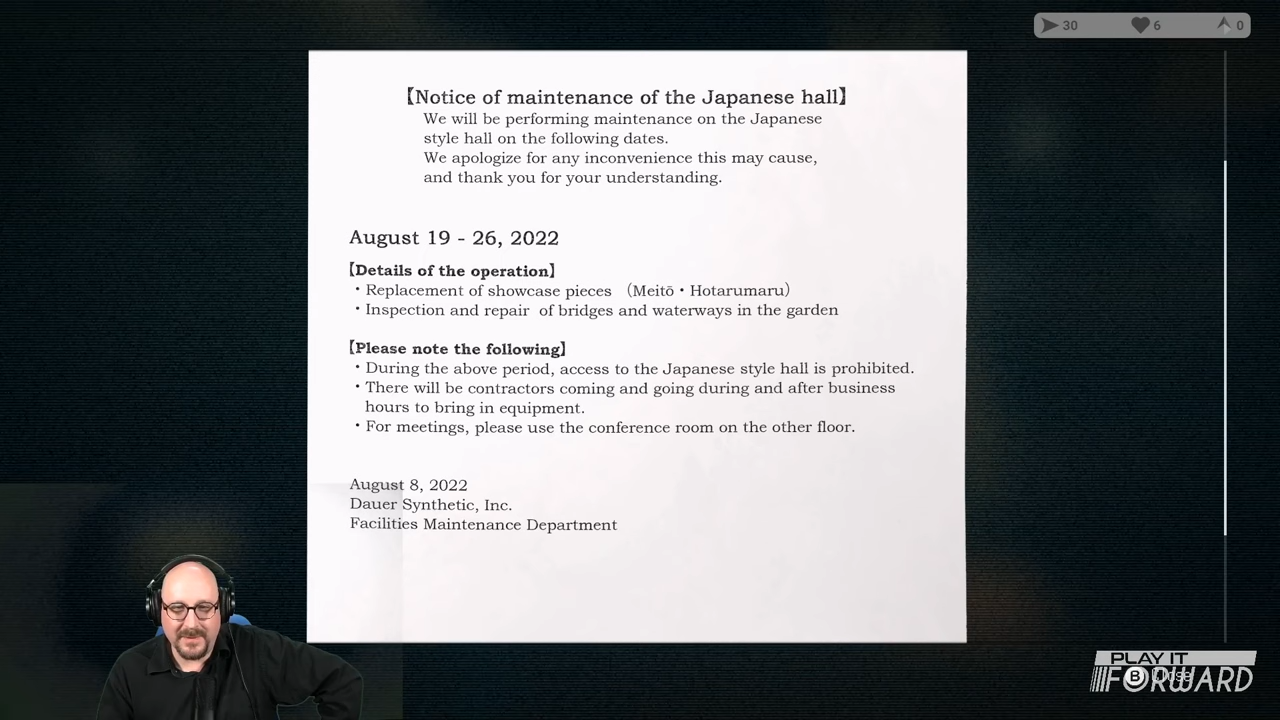 30 6 0
【Notice of maintenance of the Japanese hall】
We will be performing maintenance on the Japanese
style hall on the following dates.
We apologize for any inconvenience this may cause,
and thank you for your understanding.
August 19 - 26, 2022
【Details of the operation】
・Replacement of showcase pieces （Meitō・Hotarumaru）
・Inspection and repair of bridges and waterways in the garden
【Please note the following】
・During the above period, access to the Japanese style hall is prohibited.
・There will be contractors coming and going during and after business
hours to bring in equipment.
・For meetings, please use the conference room on the other floor.
August 8, 2022
Dauer Synthetic, Inc.
Facilities Maintenance Department
PLAY IT
FORWARD
B Close